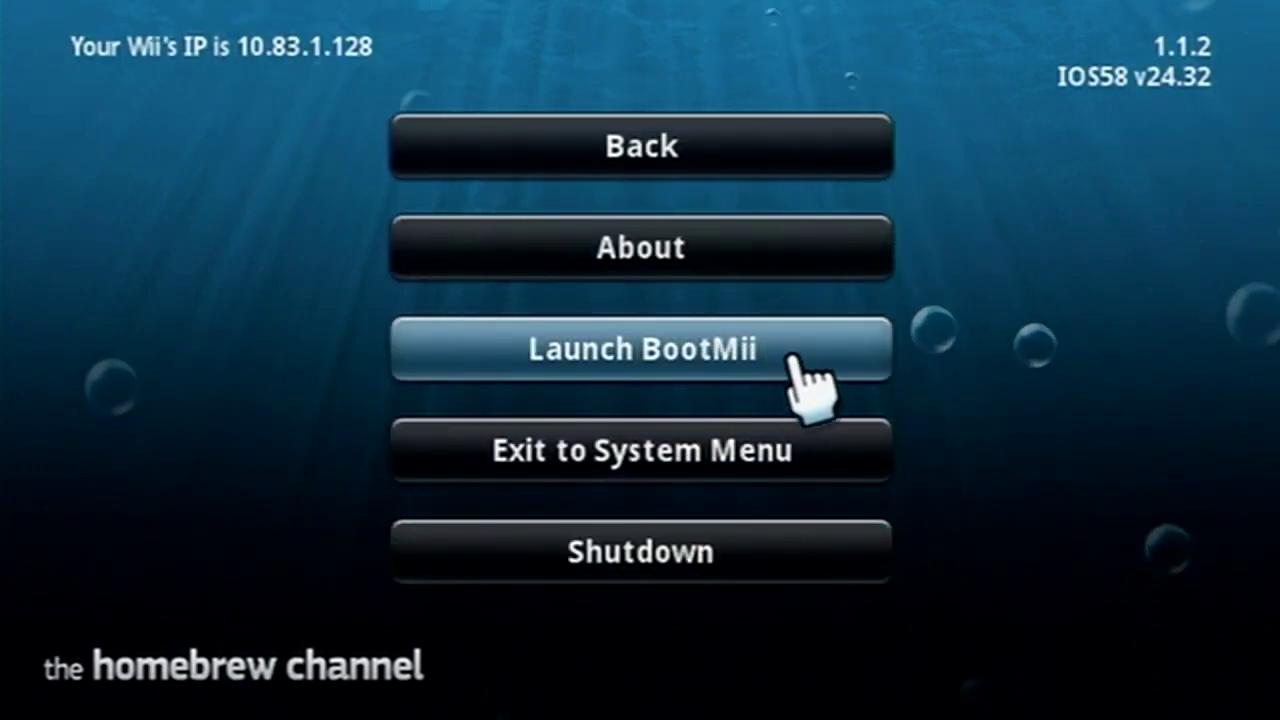 Your Wii's IP is 10.83.1.128
1.1.2
IOS58 v24.32
Back
About
Launch BootMii
Exit to System Menu
Shutdown
the homebrew channel